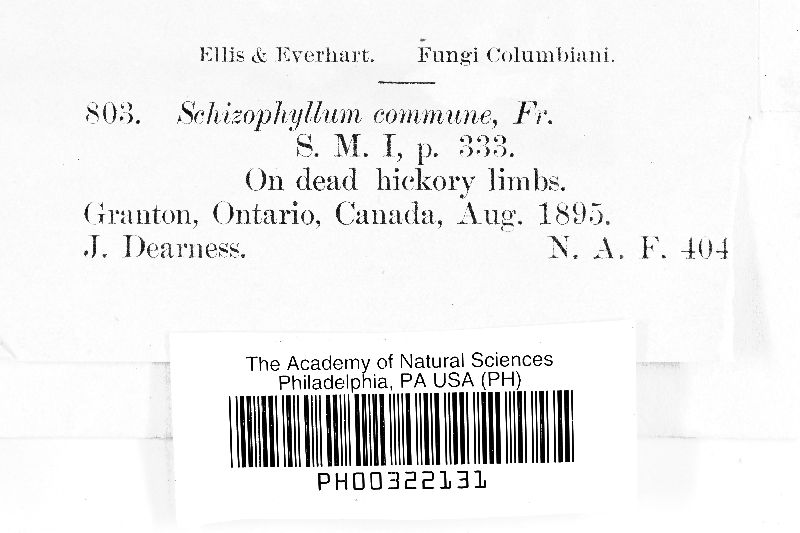 Ellis & Everhart. Fungi Columbiani.
803. Schizophyllum commune, Fr.
S. M. I, p. 333.
On dead hickory limbs.
Granton, Ontario, Canada, Aug. 1895.
J. Dearness. N. A. F. 404
The Academy of Natural Sciences
Philadelphia, PA USA (PH)
PH00322131